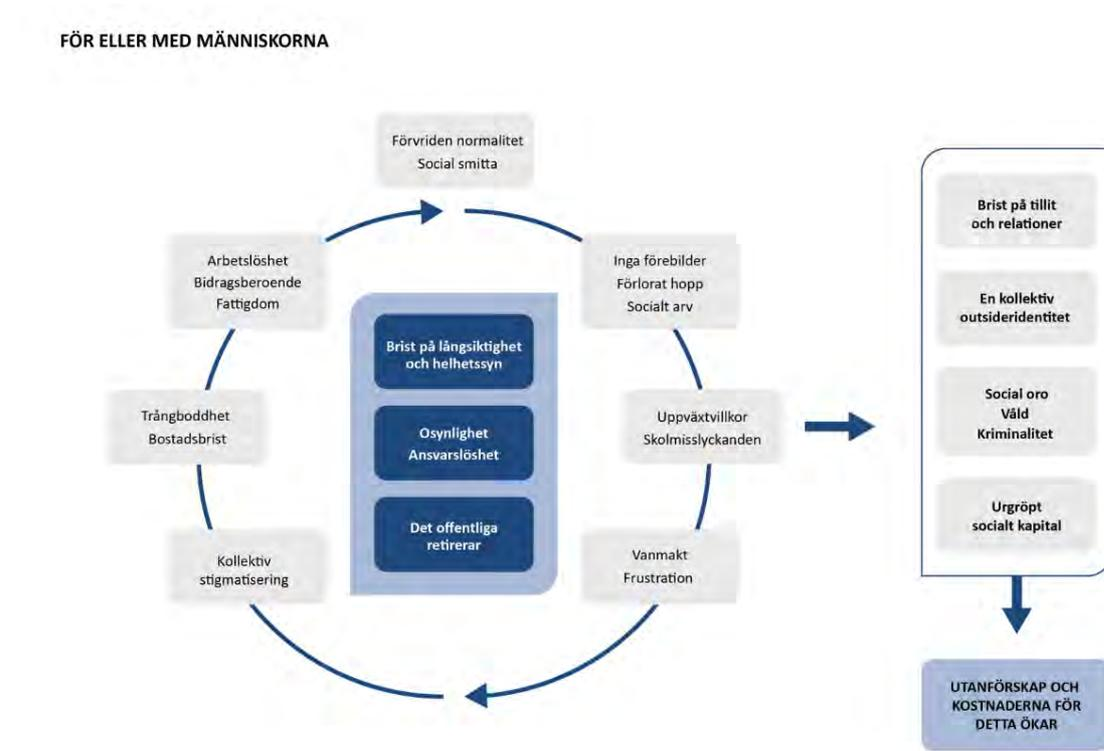 FÖR ELLER MED MÄNNISKORNA
Förvriden normalitet
Social smitta
Inga förebilder
Förlorat hopp
Socialt arv
Uppväxtvillkor
Skolmisslyckanden
Vanmakt
Frustration
Kollektiv
stigmatisering
Trångboddhet
Bostadsbrist
Arbetslöshet
Bidragsberoende
Fattigdom
Brist på långsiktighet
och helhetssyn
Osynlighet
Ansvarslöshet
Det offentliga
retirerar
Brist på tillit
och relationer
En kollektiv
outsideridentitet
Social oro
Våld
Kriminalitet
Urgröpt
socialt kapital
UTANFÖRSKAP OCH
KOSTNADERNA FÖR
DETTA ÖKAR